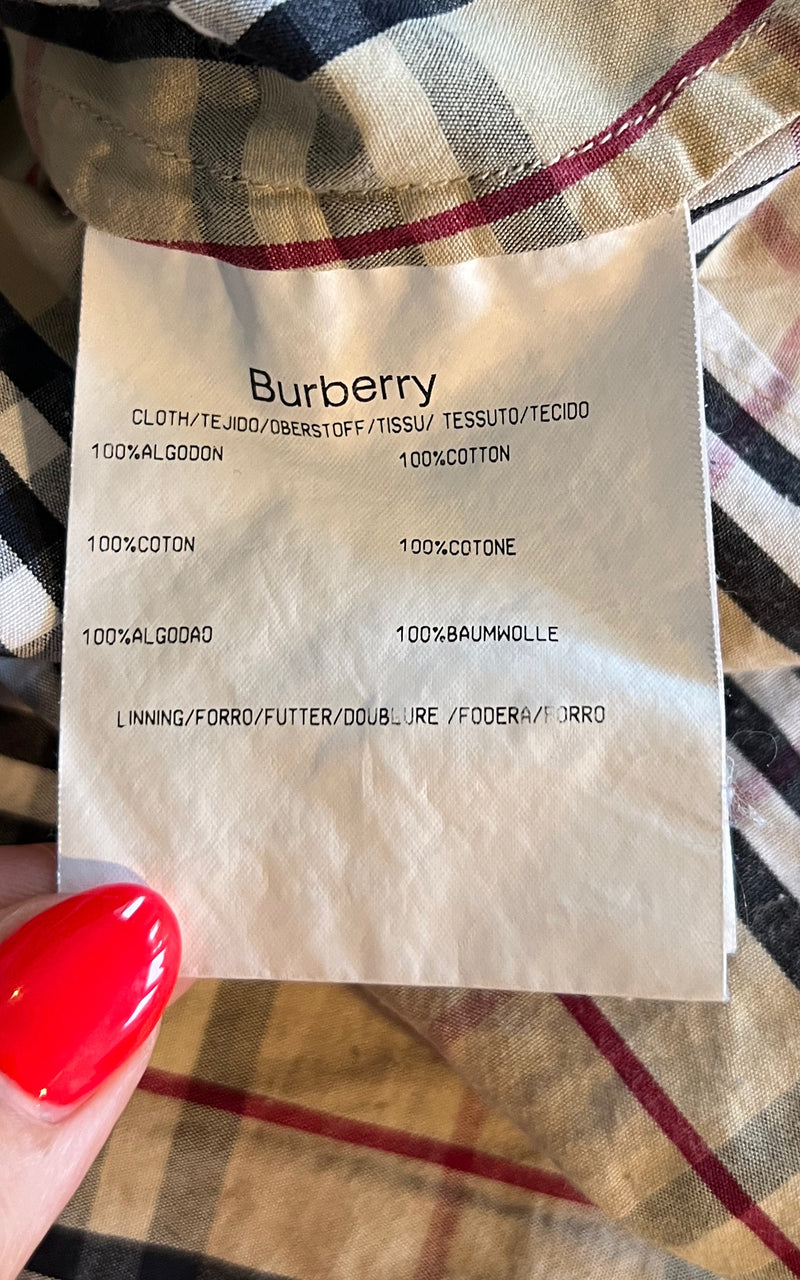 Burberry
CLOTH/TEJIDO/OBERSTOFF/TISSU/ TESSUTO/TECIDO
100%ALGODON 100%COTTON
100%COTON 100%COTONE
100%ALGODAO 100%BAUMWOLLE
LINNING/FORRO/FUTTER/DOUBLURE /FODERA/FORRO